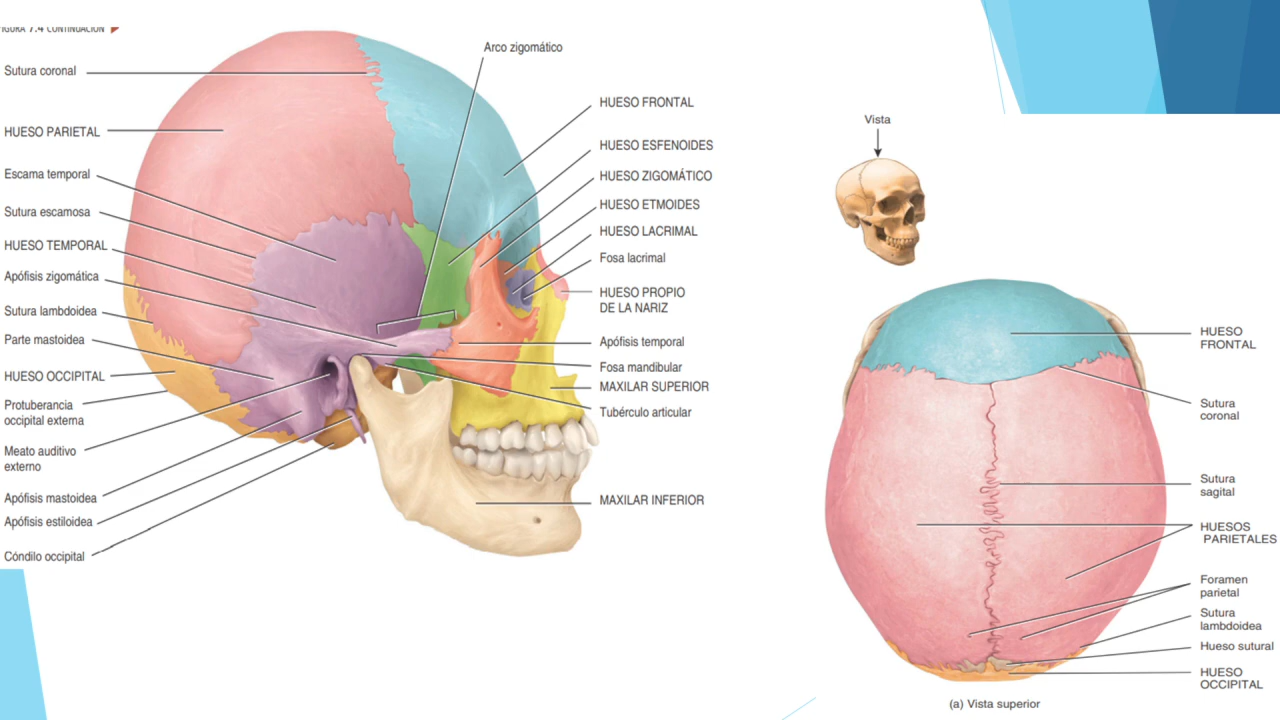 FIGURA 7.4 CONTINUACIÓN
Sutura coronal
HUESO PARIETAL
Escama temporal
Sutura escamosa
HUESO TEMPORAL
Apófisis zigomática
Sutura lambdoidea
Parte mastoidea
HUESO OCCIPITAL
Protuberancia
occipital externa
Meato auditivo
externo
Apófisis mastoidea
Apófisis estiloidea
Cóndilo occipital
Arco zigomático
HUESO FRONTAL
HUESO ESFENOIDES
HUESO ZIGOMÁTICO
HUESO ETMOIDES
HUESO LACRIMAL
Fosa lacrimal
HUESO PROPIO
DE LA NARIZ
Apófisis temporal
Fosa mandibular
MAXILAR SUPERIOR
Tubérculo articular
MAXILAR INFERIOR
Vista
HUESO
FRONTAL
Sutura
coronal
Sutura
sagital
HUESOS
PARIETALES
Foramen
parietal
Sutura
lambdoidea
Hueso sutural
HUESO
OCCIPITAL
(a) Vista superior